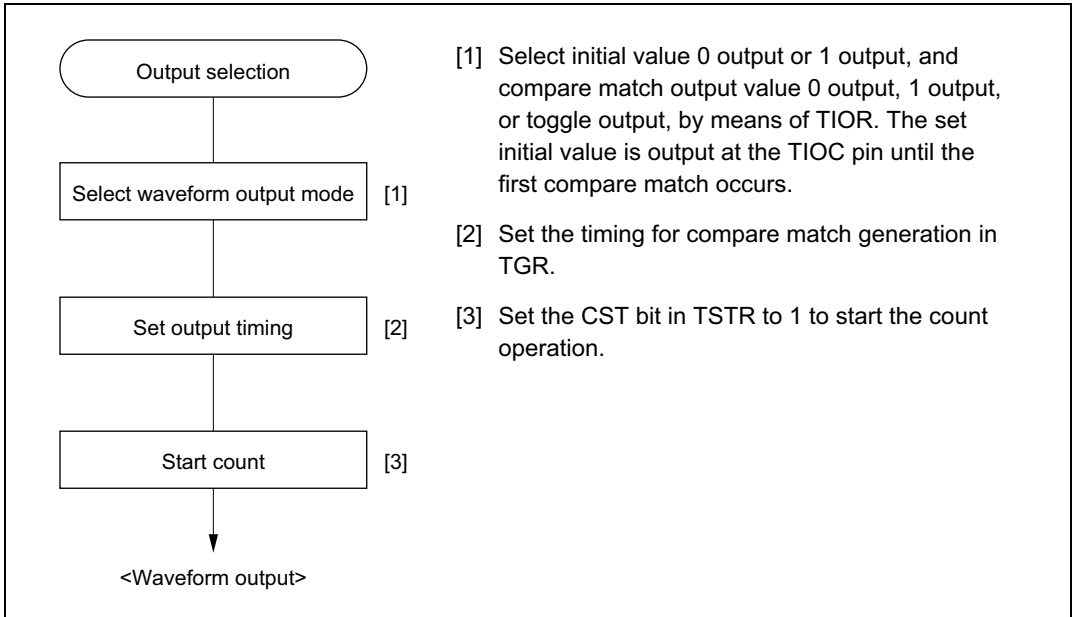 Output selection
Select waveform output mode [1]
Set output timing [2]
Start count [3]
<Waveform output>
[1] Select initial value 0 output or 1 output, and
compare match output value 0 output, 1 output,
or toggle output, by means of TIOR. The set
initial value is output at the TIOC pin until the
first compare match occurs.
[2] Set the timing for compare match generation in
TGR.
[3] Set the CST bit in TSTR to 1 to start the count
operation.